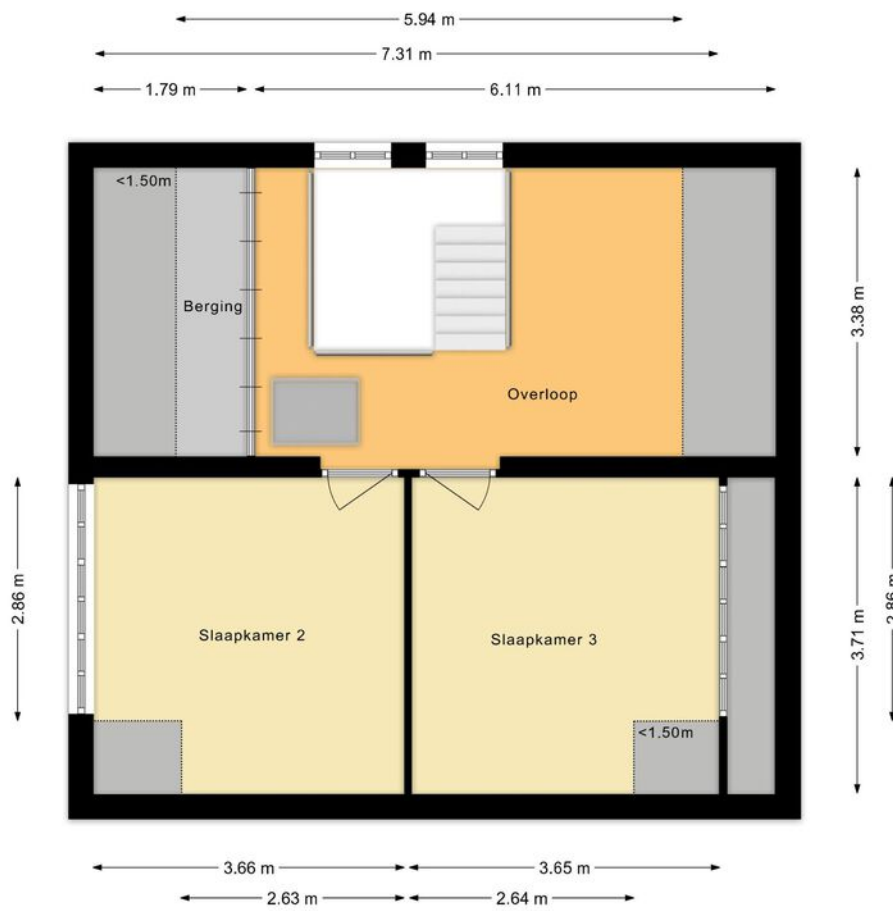 5.94 m
7.31 m
1.79 m
6.11 m
<1.50m
Berging
Overloop
3.38 m
2.86 m
Slaapkamer 2
Slaapkamer 3
3.71 m
2.86 m
<1.50m
3.66 m
3.65 m
2.63 m
2.64 m